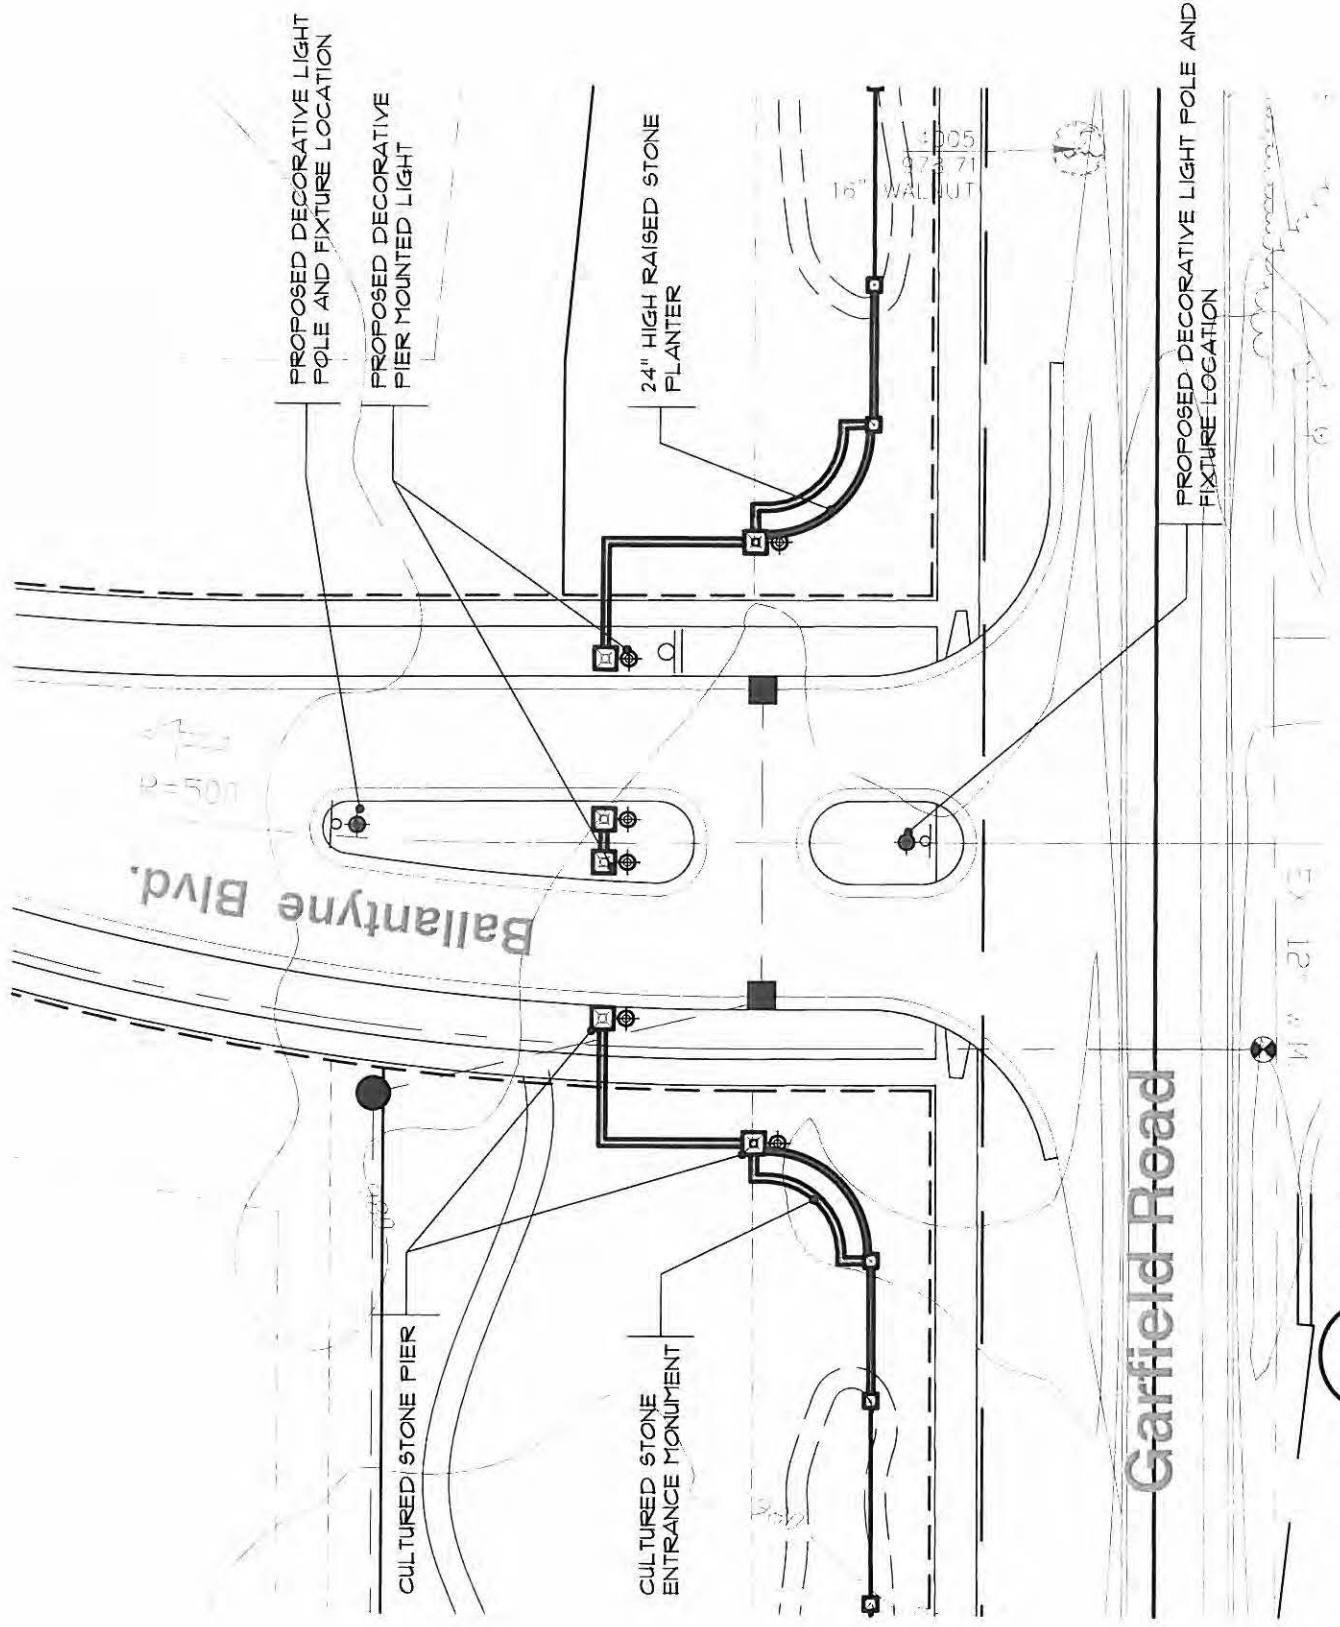 PROPOSED DECORATIVE LIGHT
POLE AND FIXTURE LOCATION
PROPOSED DECORATIVE
PIER MOUNTED LIGHT
24" HIGH RAISED STONE
PLANTER
16" WALNUT
PROPOSED DECORATIVE LIGHT POLE AND
FIXTURE LOCATION
Ballantyne Blvd.
CULTURED STONE PIER
CULTURED STONE
ENTRANCE MONUMENT
Garfield Road